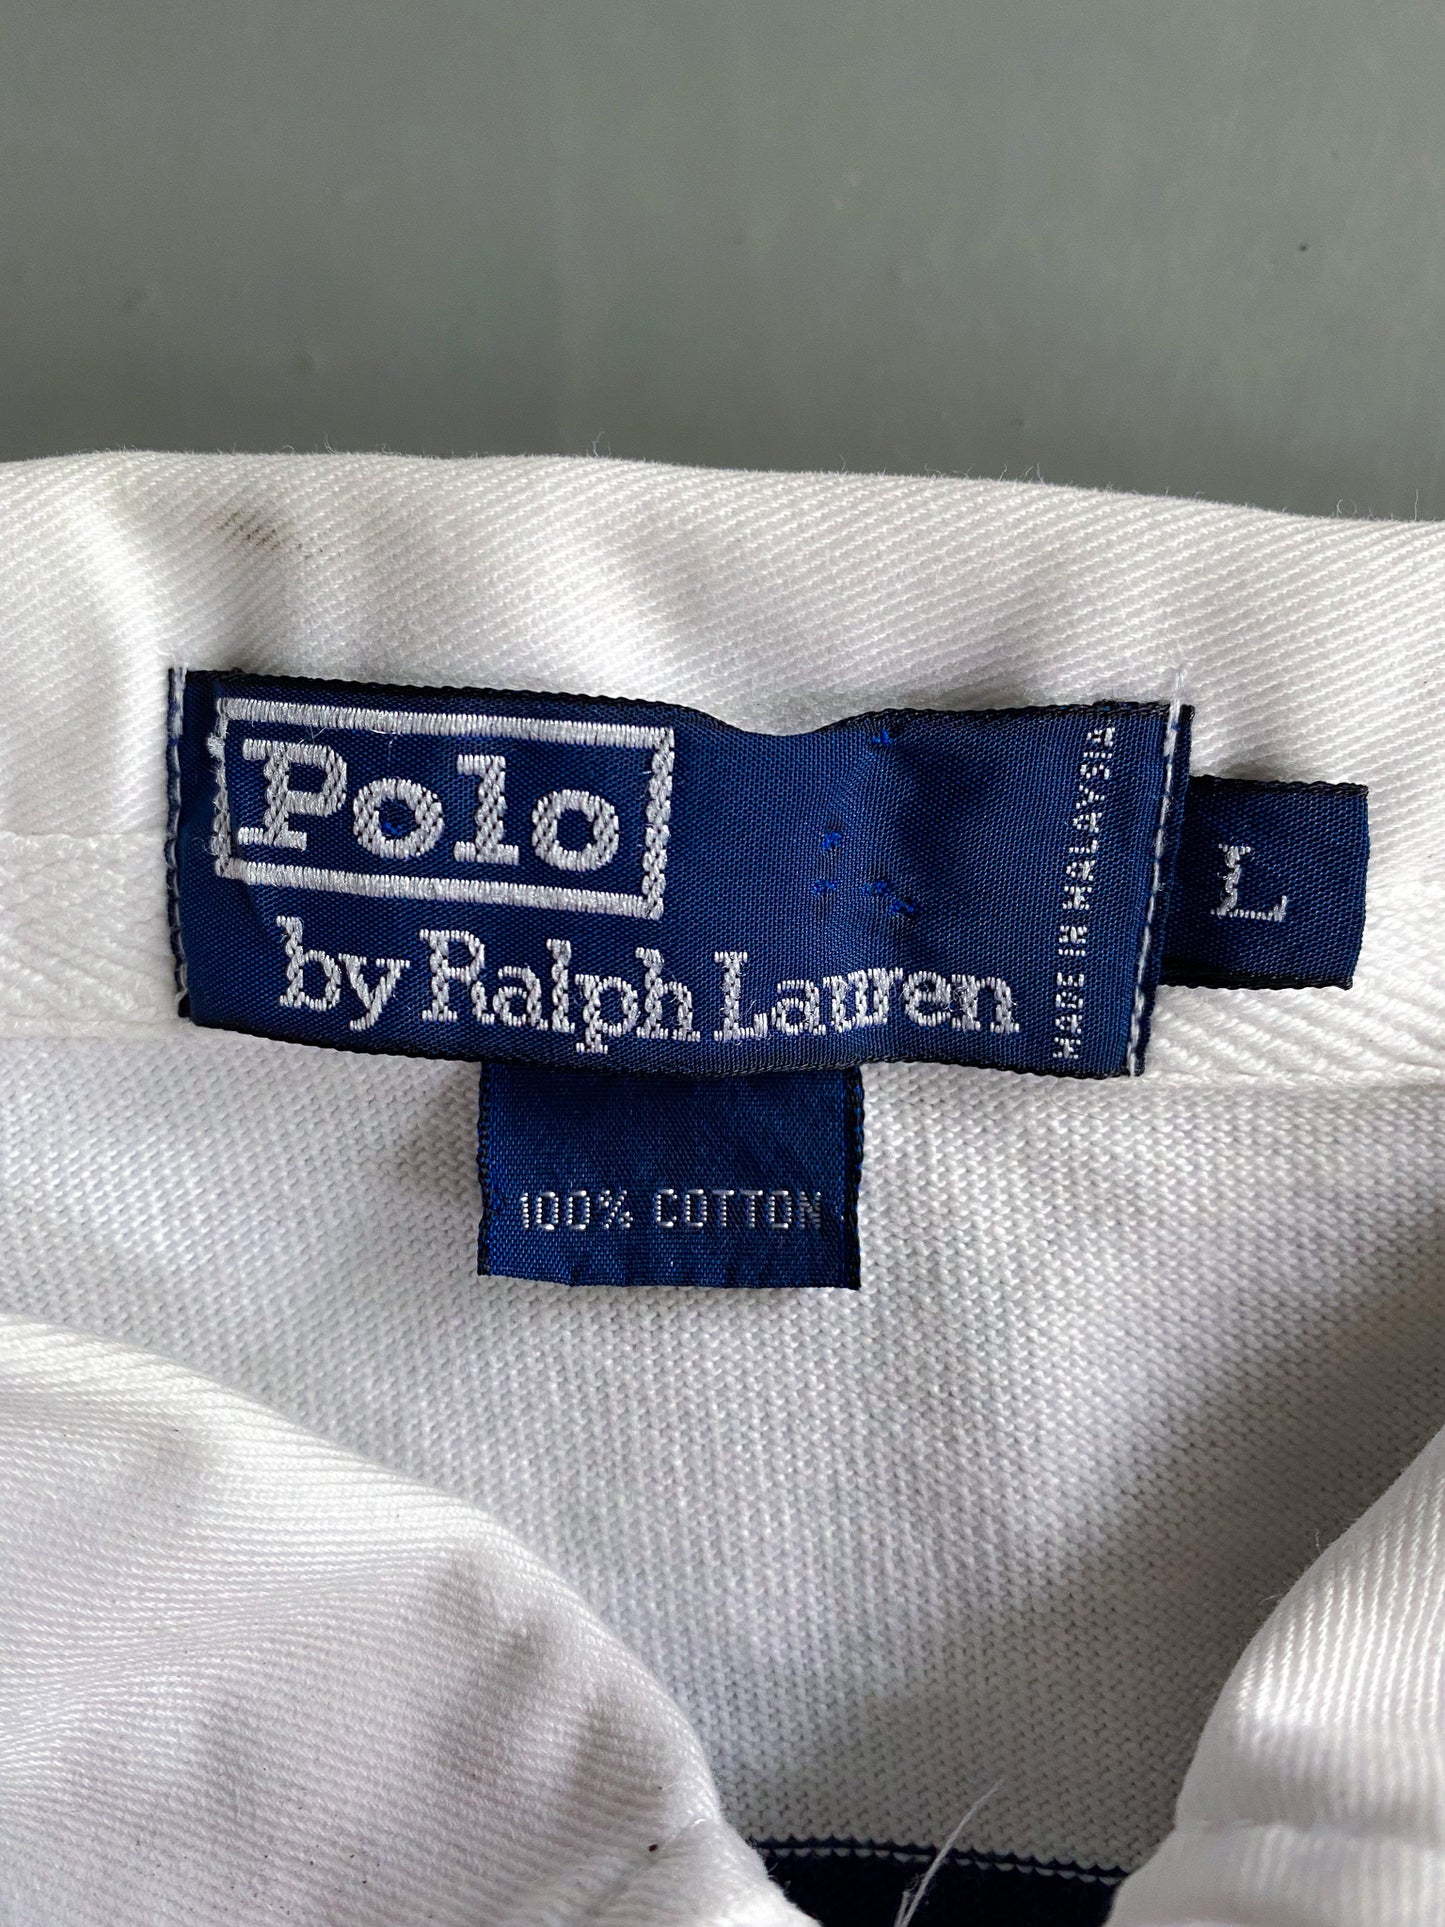 Polo
by Ralph Lauren
MADE IN MALAYSIA
L
100% COTTON